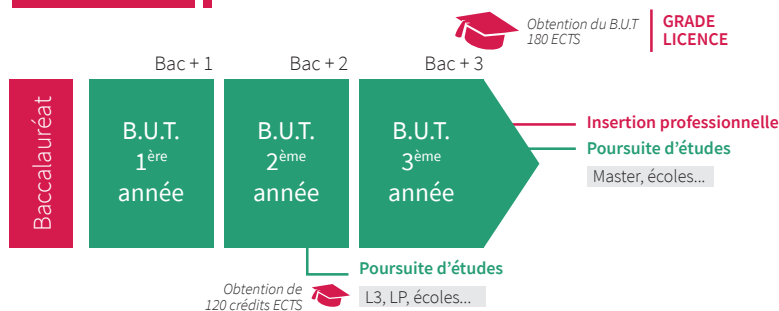 Obtention du B.U.T
180 ECTS
GRADE
LICENCE
Bac + 1
Bac + 2
Bac + 3
Baccalauréat
B.U.T.
1ère
année
B.U.T.
2ème
année
B.U.T.
3ème
année
Insertion professionnelle
Poursuite d'études
Master, écoles...
Poursuite d'études
L3, LP, écoles...
Obtention de
120 crédits ECTS